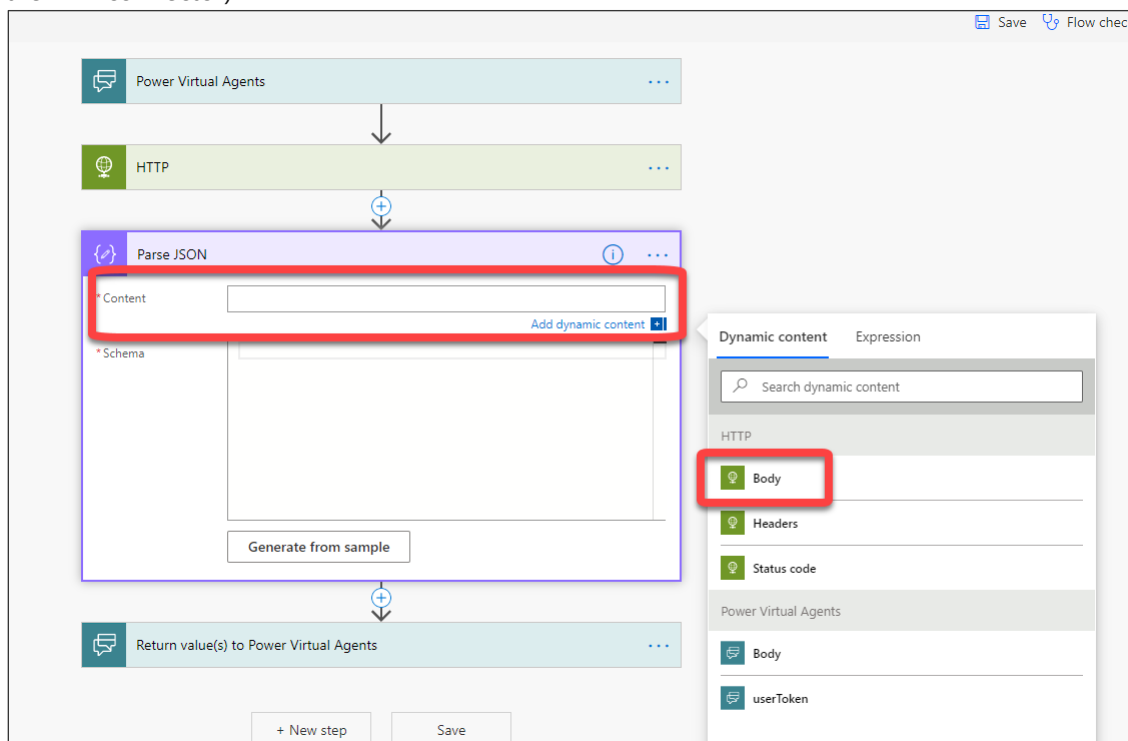 Save Flow chec
Power Virtual Agents
HTTP
Parse JSON
* Content
Add dynamic content
* Schema
Generate from sample
Return value(s) to Power Virtual Agents
+ New step Save
Dynamic content Expression
Search dynamic content
HTTP
Body
Headers
Status code
Power Virtual Agents
Body
userToken